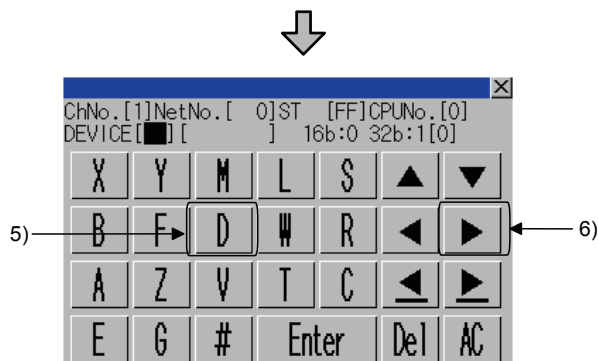 ChNo.[1]NetNo.[ 0]ST [FF]CPUNo.[0]
DEVICE[ ][ ] 16b:0 32b:1[0]
X Y M L S ▲ ▼
5) B F D W R ◀ ▶ 6)
A Z V T C ◀ ▶
E G # Enter Del AC